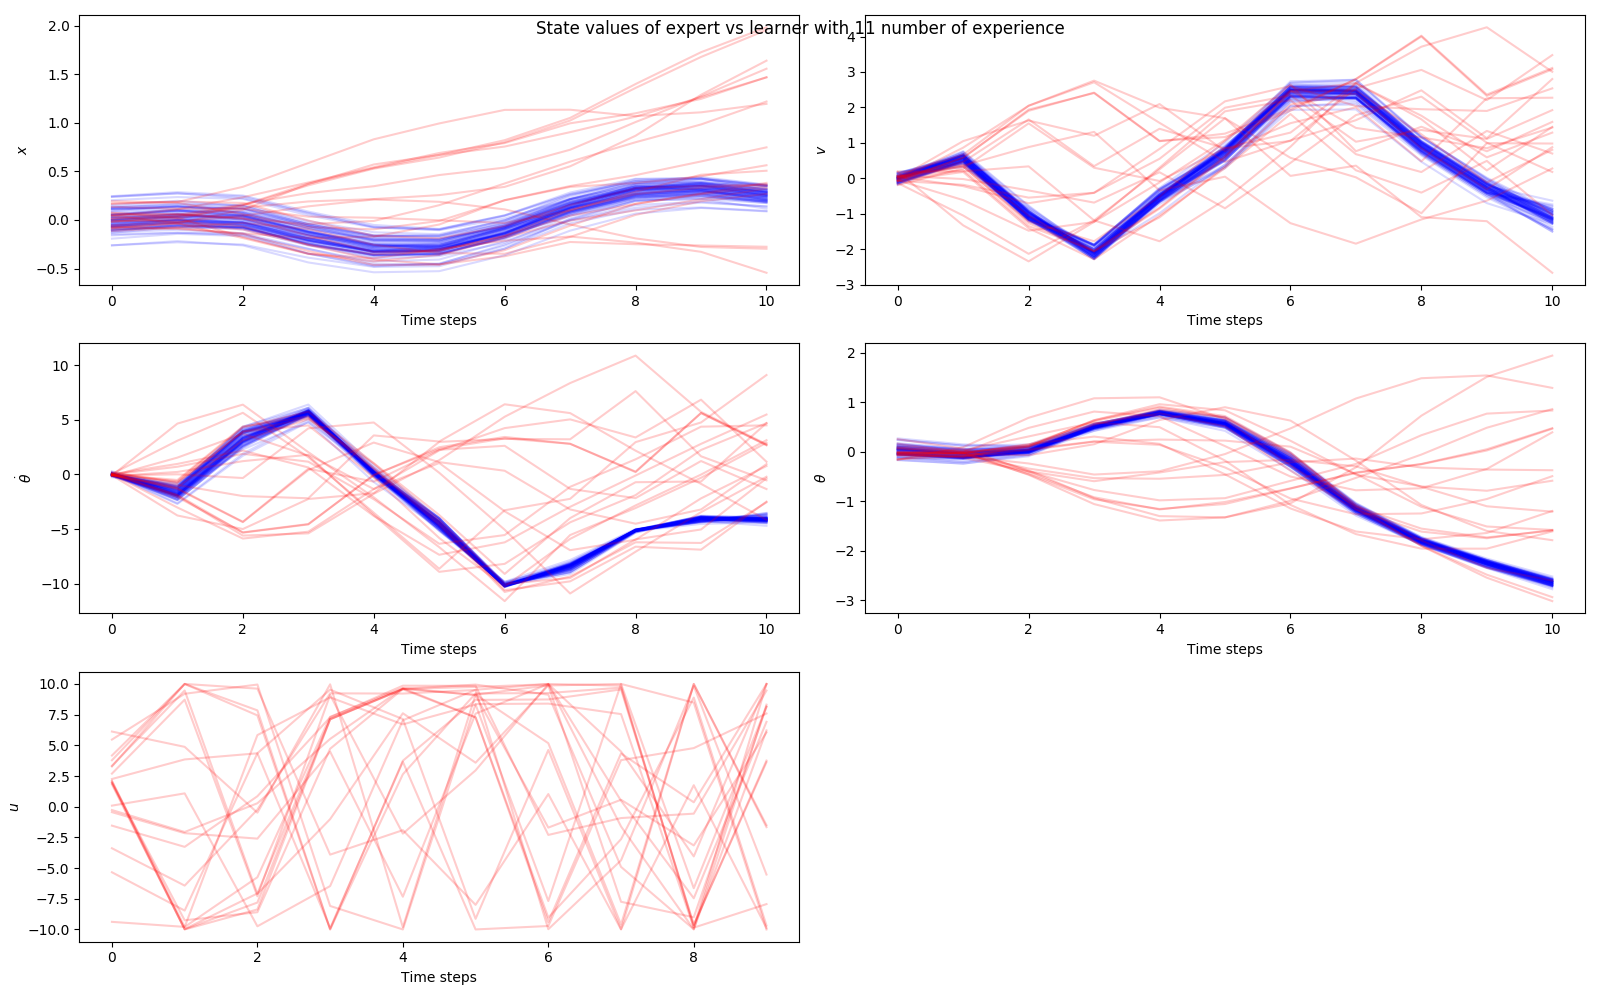 State values of expert vs learner with 11 number of experience
2.0
1.5
1.0
0.5
0.0
−0.5
x
0 2 4 6 8 10
Time steps
4
3
2
1
0
−1
−2
−3
v
0 2 4 6 8 10
Time steps
10
5
0
−5
−10
θ̇
0 2 4 6 8 10
Time steps
2
1
0
−1
−2
−3
θ
0 2 4 6 8 10
Time steps
10.0
7.5
5.0
2.5
0.0
−2.5
−5.0
−7.5
−10.0
u
0 2 4 6 8
Time steps